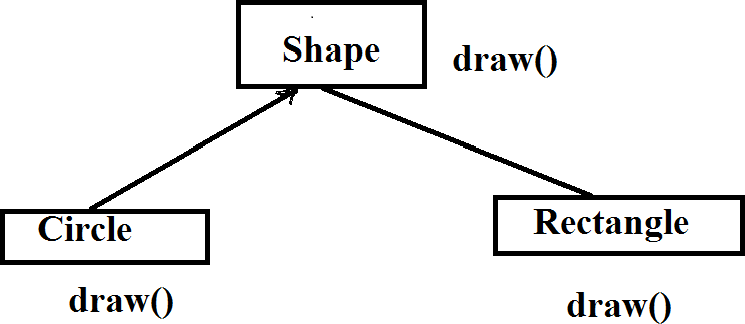 Shape
draw()
Circle
Rectangle
draw()
draw()